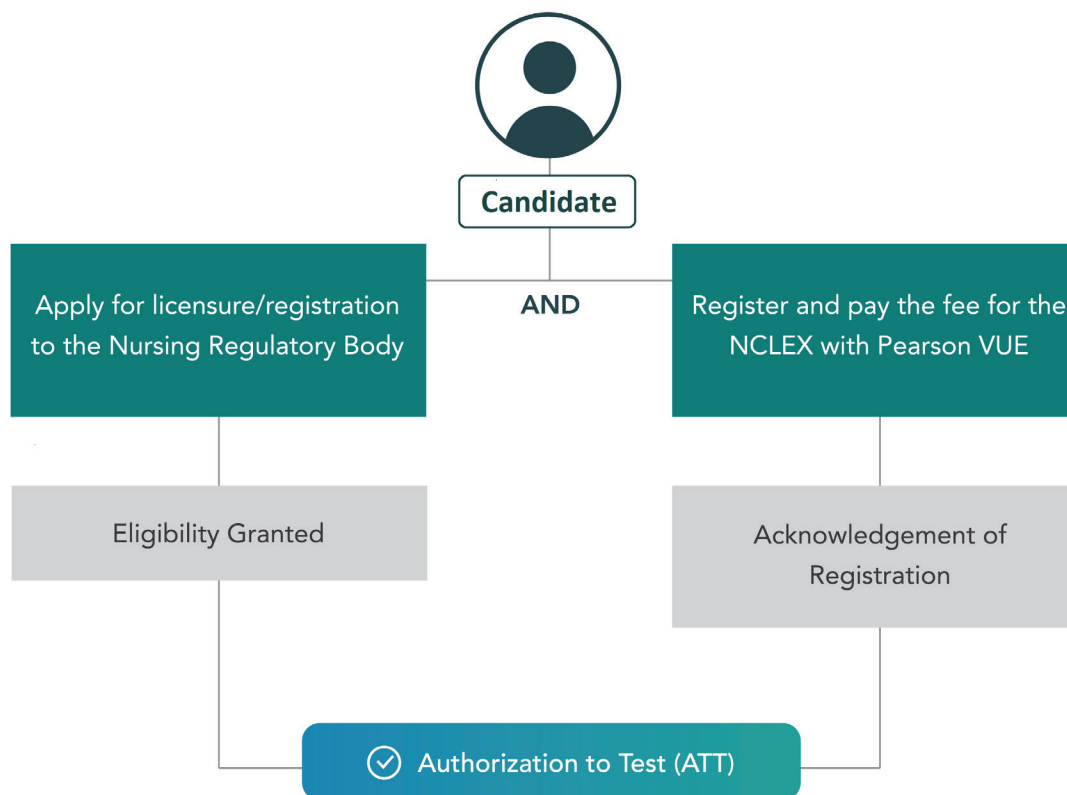 Candidate
Apply for licensure/registration
to the Nursing Regulatory Body
AND
Register and pay the fee for the
NCLEX with Pearson VUE
Eligibility Granted
Acknowledgement of
Registration
Authorization to Test (ATT)